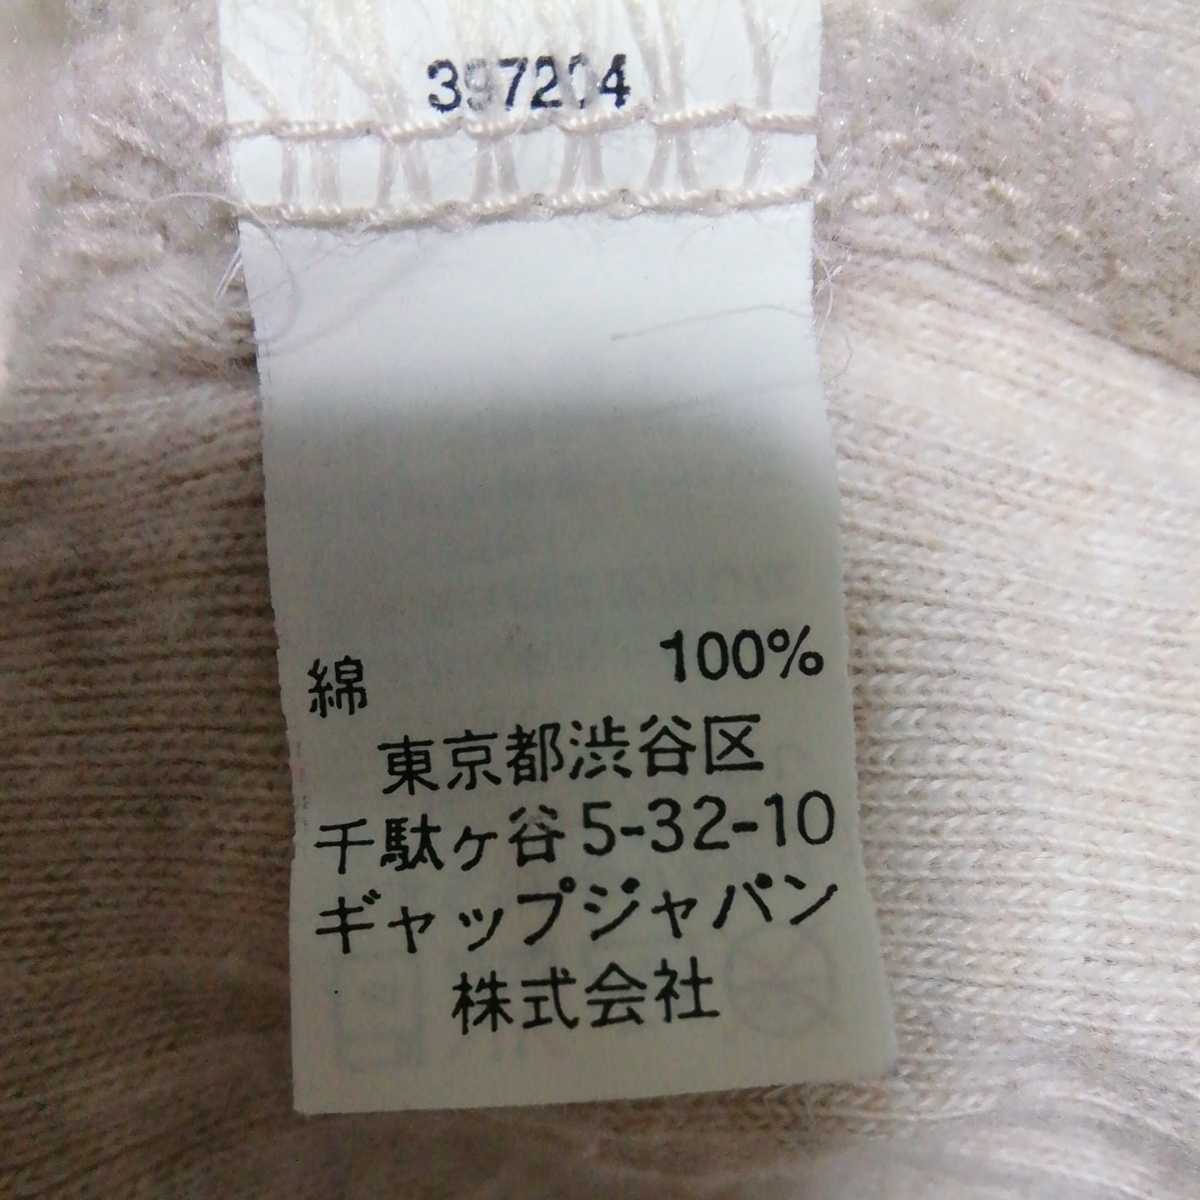 397204
綿 100%
東京都渋谷区
千駄ヶ谷5-32-10
ギャップジャパン
株式会社